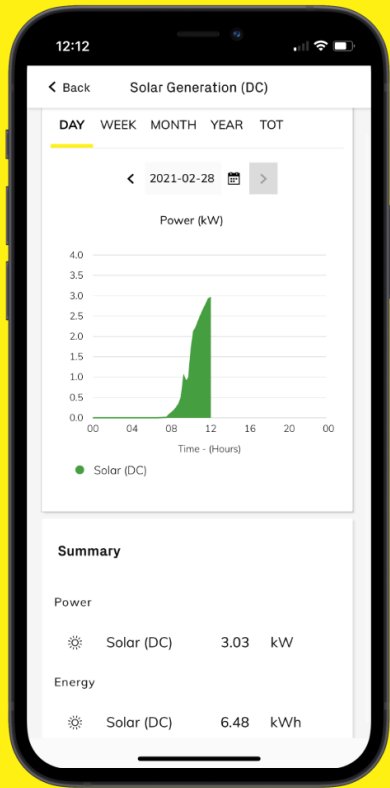 12:12
Back Solar Generation (DC)
DAY WEEK MONTH YEAR TOT
2021-02-28
Power (kW)
4.0
3.5
3.0
2.5
2.0
1.5
1.0
0.5
0.0
00 04 08 12 16 20 00
Time - (Hours)
Solar (DC)
Summary
Power
Solar (DC) 3.03 kW
Energy
Solar (DC) 6.48 kWh